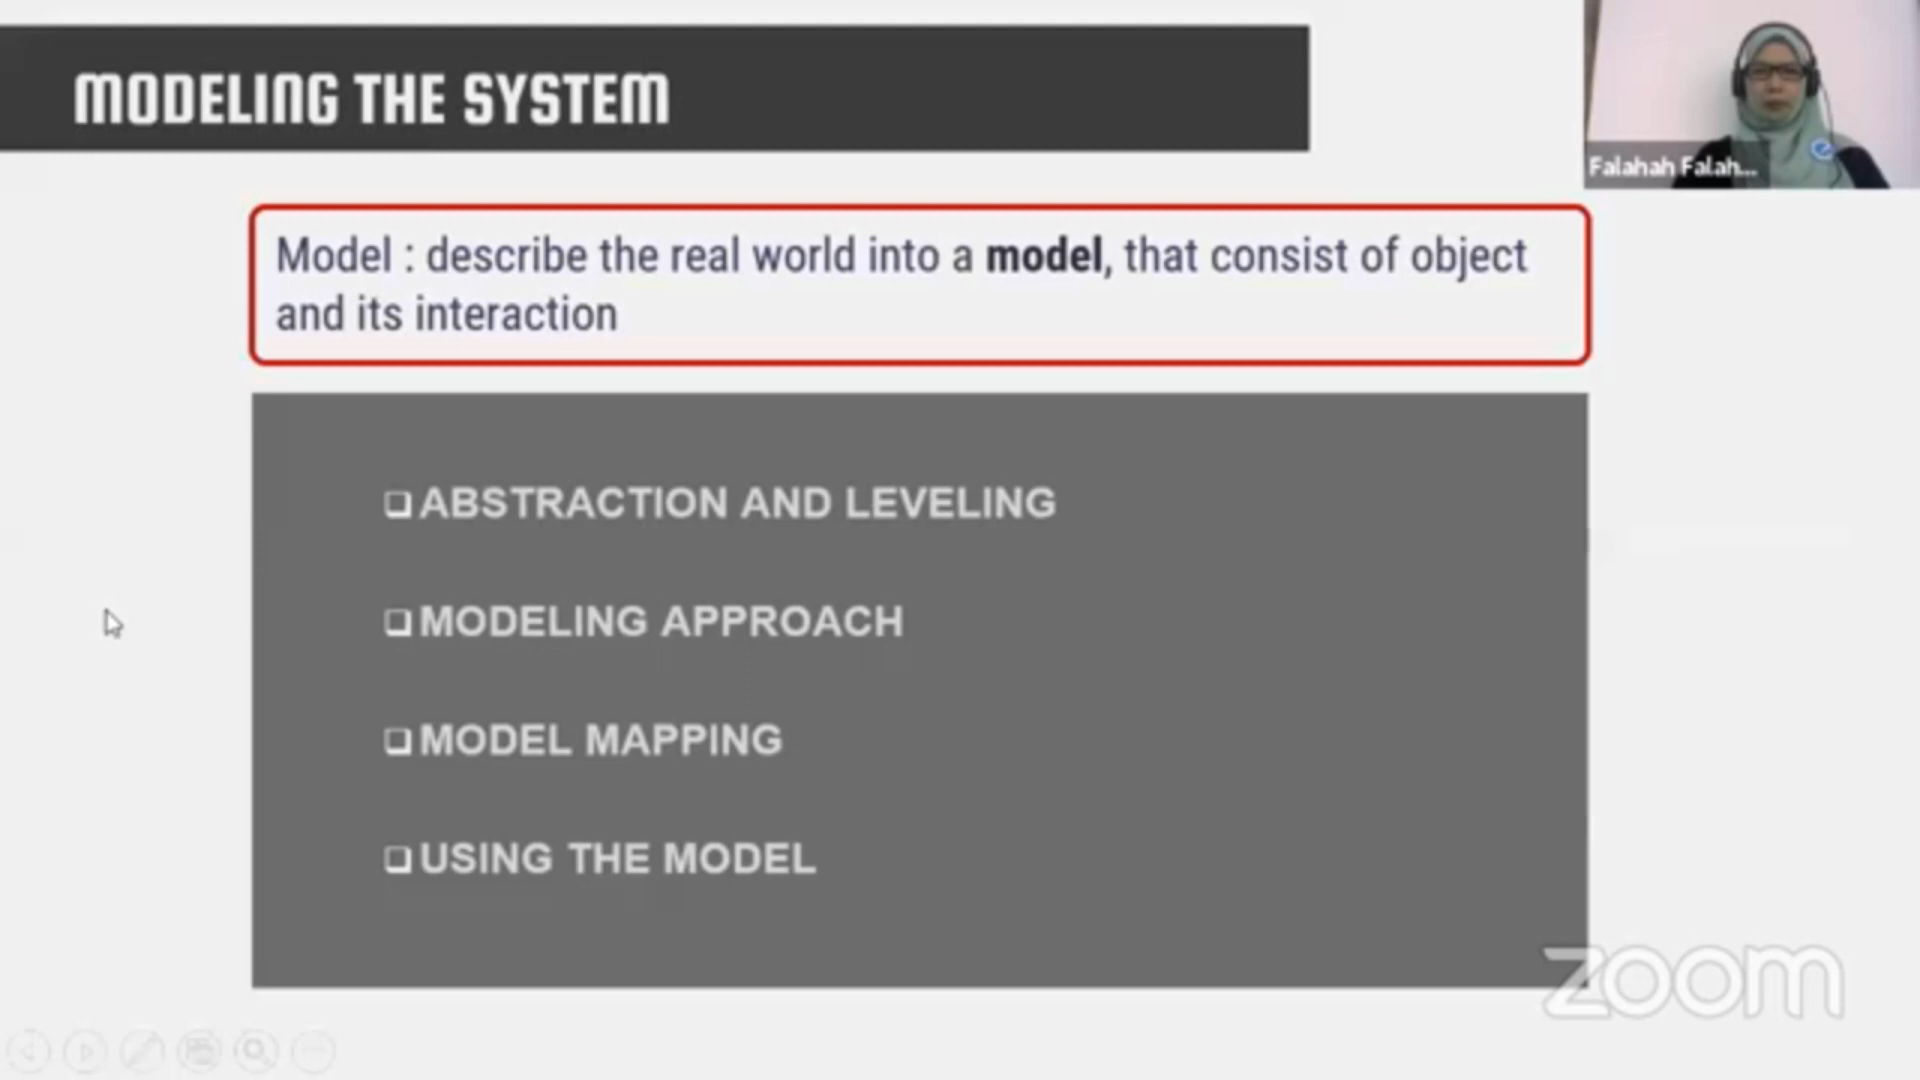 MODELING THE SYSTEM
Falahah Falah...
Model : describe the real world into a model, that consist of object
and its interaction
ABSTRACTION AND LEVELING
MODELING APPROACH
MODEL MAPPING
USING THE MODEL
zoom